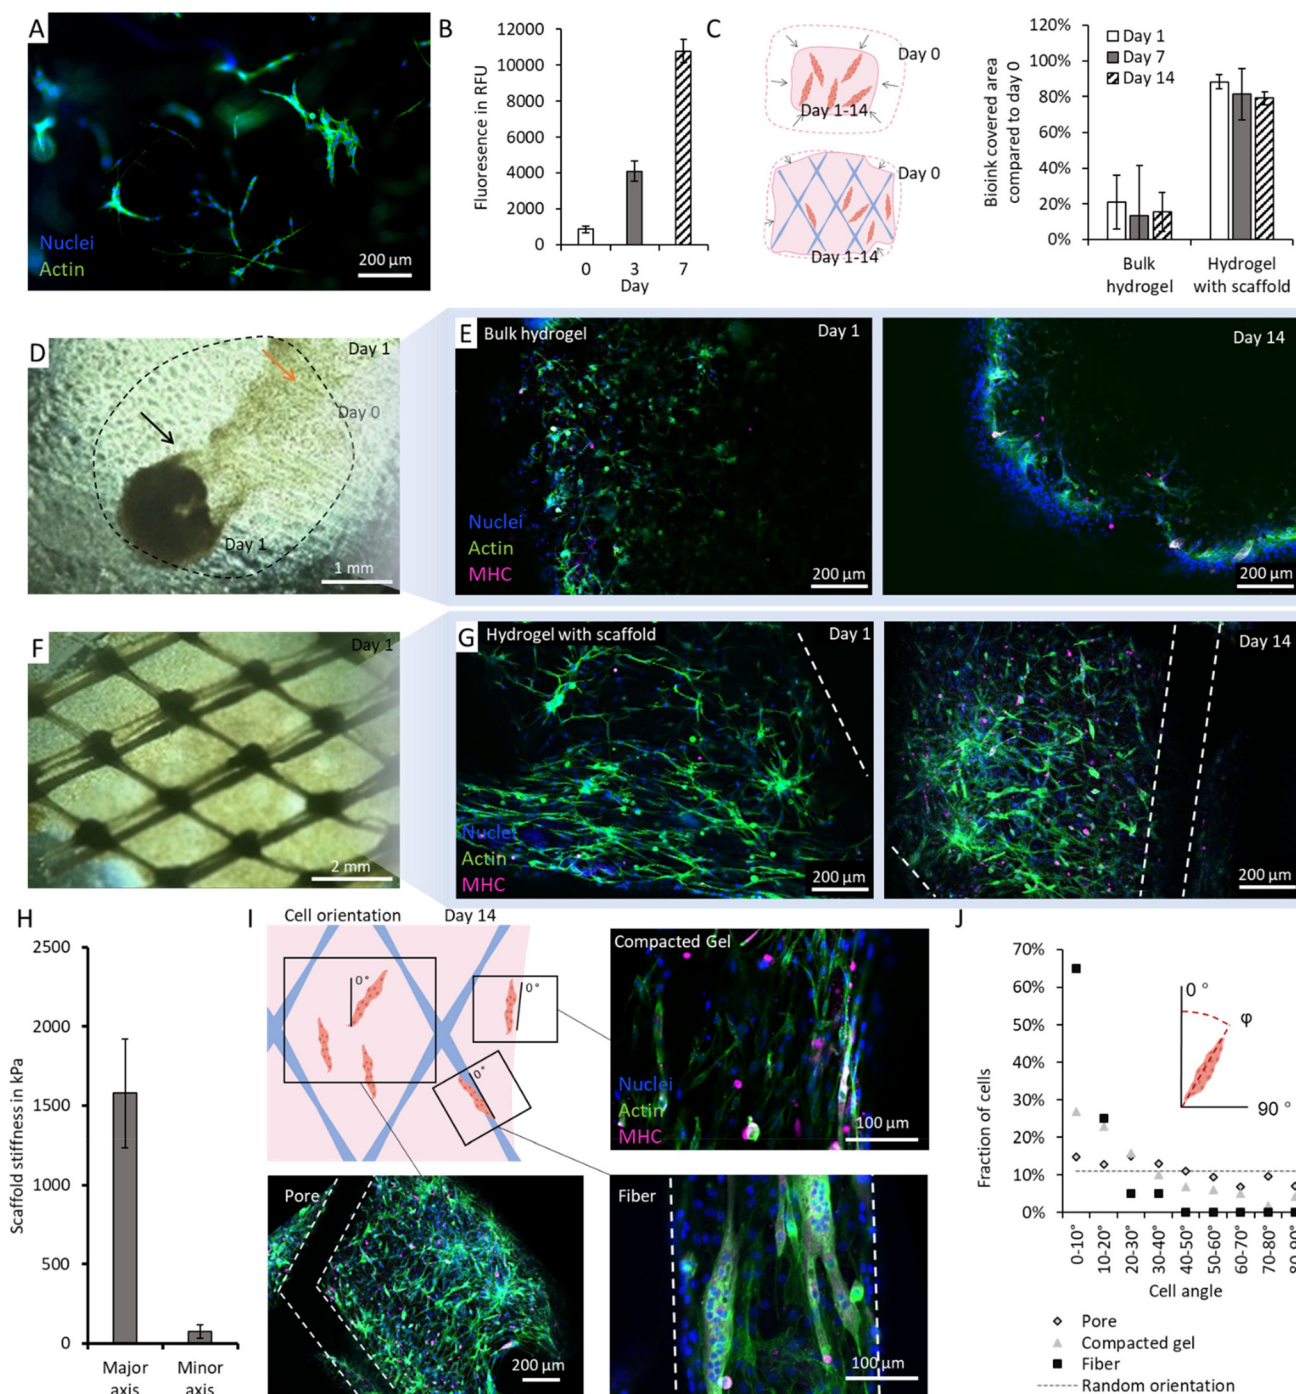 A
Nuclei
Actin
200 µm
B
Fluoresence in RFU
12000
10000
8000
6000
4000
2000
0
0 3 7
Day
C
Day 0
Day 1-14
Day 0
Day 1-14
Bioink covered area
compared to day 0
120%
100%
80%
60%
40%
20%
0%
Day 1
Day 7
Day 14
Bulk
hydrogel
Hydrogel
with scaffold
D
Day 1
Day 0
Day 1
1 mm
E
Bulk hydrogel
Day 1
Nuclei
Actin
MHC
200 µm
Day 14
200 µm
F
Day 1
2 mm
G
Hydrogel with scaffold
Day 1
Nuclei
Actin
MHC
200 µm
Day 14
200 µm
H
Scaffold stiffness in kPa
2500
2000
1500
1000
500
0
Major
axis
Minor
axis
I
Cell orientation
Day 14
0°
0°
0°
Compacted Gel
Nuclei
Actin
MHC
100 µm
Pore
200 µm
Fiber
100 µm
J
Fraction of cells
70%
60%
50%
40%
30%
20%
10%
0%
0 °
φ
90 °
0-10°
10-20°
20-30°
30-40°
40-50°
50-60°
60-70°
70-80°
80-90°
Cell angle
Pore
Compacted gel
Fiber
Random orientation